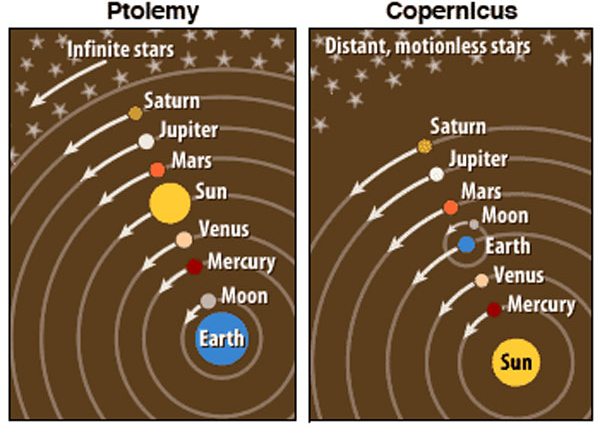 Ptolemy
Infinite stars
Saturn
Jupiter
Mars
Sun
Venus
Mercury
Moon
Earth
Copernicus
Distant, motionless stars
Saturn
Jupiter
Mars
Moon
Earth
Venus
Mercury
Sun